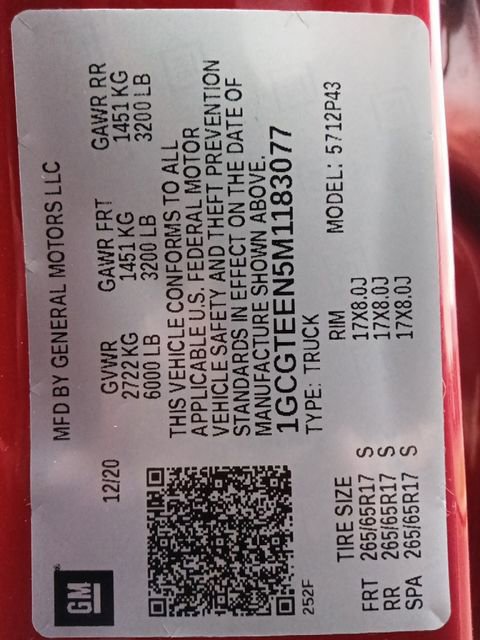 GM
MFD BY GENERAL MOTORS LLC
12/20
GVWR GAWR FRT GAWR RR
2722 KG 1451 KG 1451 KG
6000 LB 3200 LB 3200 LB
THIS VEHICLE CONFORMS TO ALL
APPLICABLE U.S. FEDERAL MOTOR
VEHICLE SAFETY AND THEFT PREVENTION
STANDARDS IN EFFECT ON THE DATE OF
MANUFACTURE SHOWN ABOVE.
1GCGTEEN5M1183077
TYPE: TRUCK MODEL: 5712P43
252F
TIRE SIZE RIM
FRT 265/65R17 S 17X8.0J
RR 265/65R17 S 17X8.0J
SPA 265/65R17 S 17X8.0J